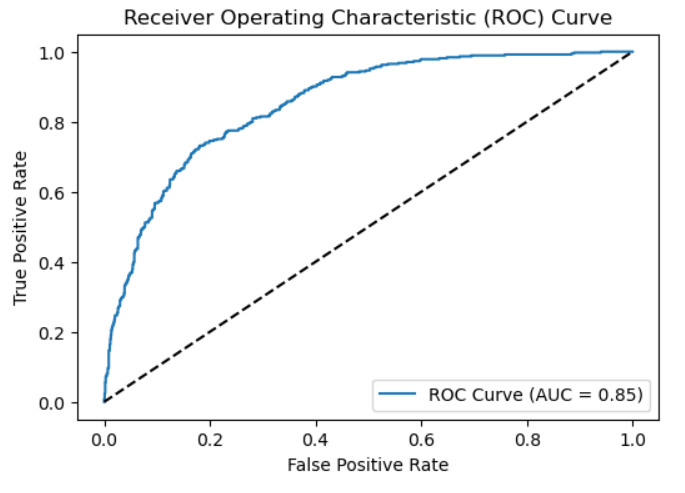 Receiver Operating Characteristic (ROC) Curve
True Positive Rate
1.0
0.8
0.6
0.4
0.2
0.0
ROC Curve (AUC = 0.85)
0.0 0.2 0.4 0.6 0.8 1.0
False Positive Rate